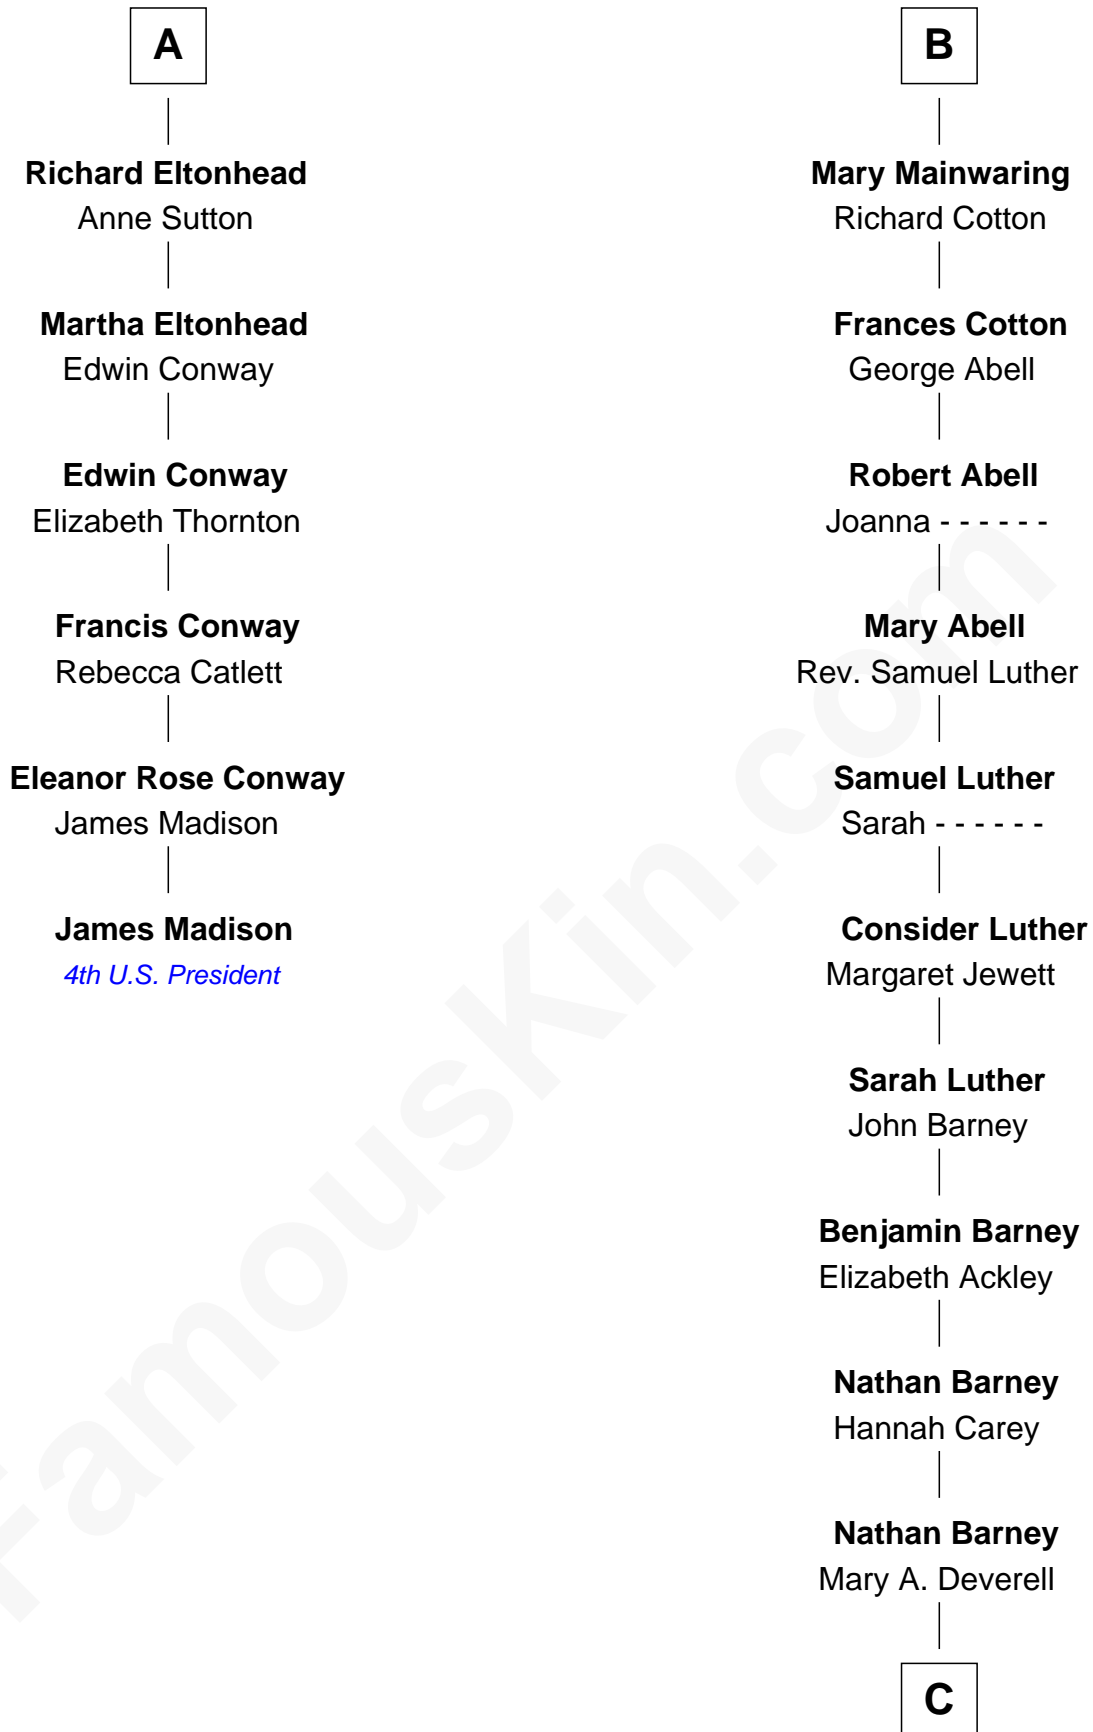 A
Richard Eltonhead
Anne Sutton
Martha Eltonhead
Edwin Conway
Edwin Conway
Elizabeth Thornton
Francis Conway
Rebecca Catlett
Eleanor Rose Conway
James Madison
James Madison
4th U.S. President
B
Mary Mainwaring
Richard Cotton
Frances Cotton
George Abell
Robert Abell
Joanna - - - - - -
Mary Abell
Rev. Samuel Luther
Samuel Luther
Sarah - - - - - -
Consider Luther
Margaret Jewett
Sarah Luther
John Barney
Benjamin Barney
Elizabeth Ackley
Nathan Barney
Hannah Carey
Nathan Barney
Mary A. Deverell
C
FamousKin.com